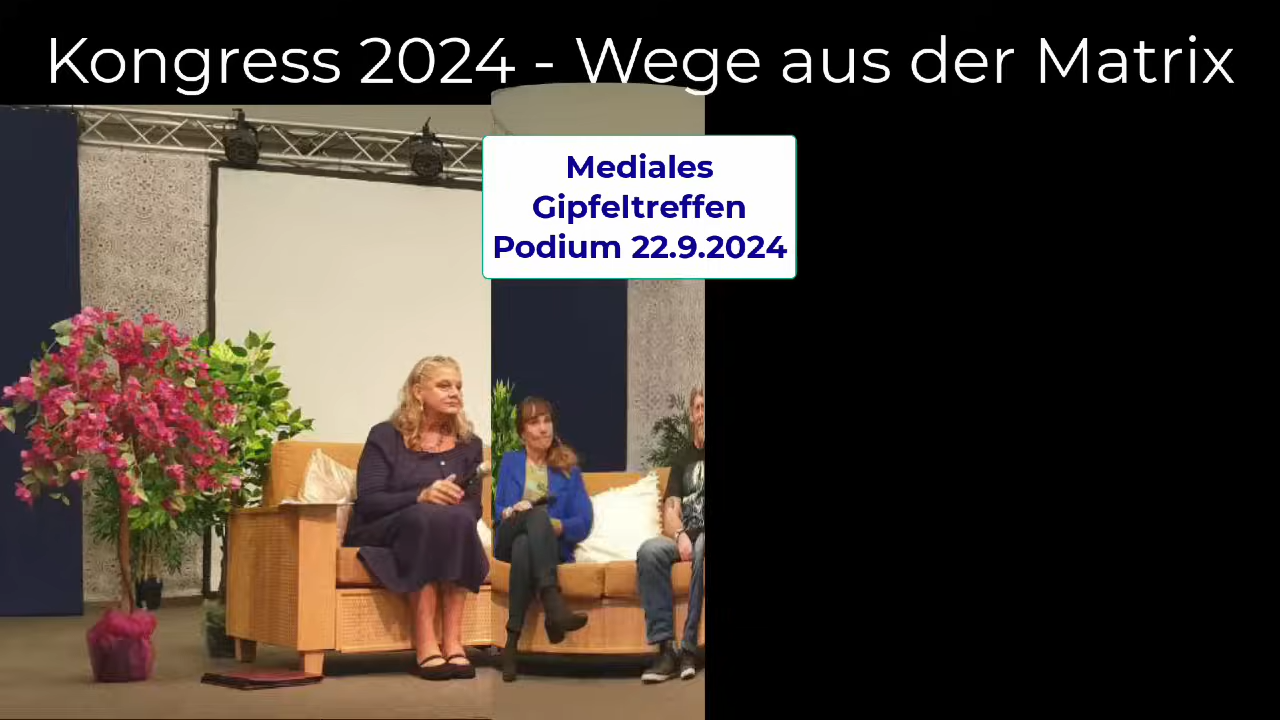 Kongress 2024 - Wege aus der Matrix
Mediales
Gipfeltreffen
Podium 22.9.2024